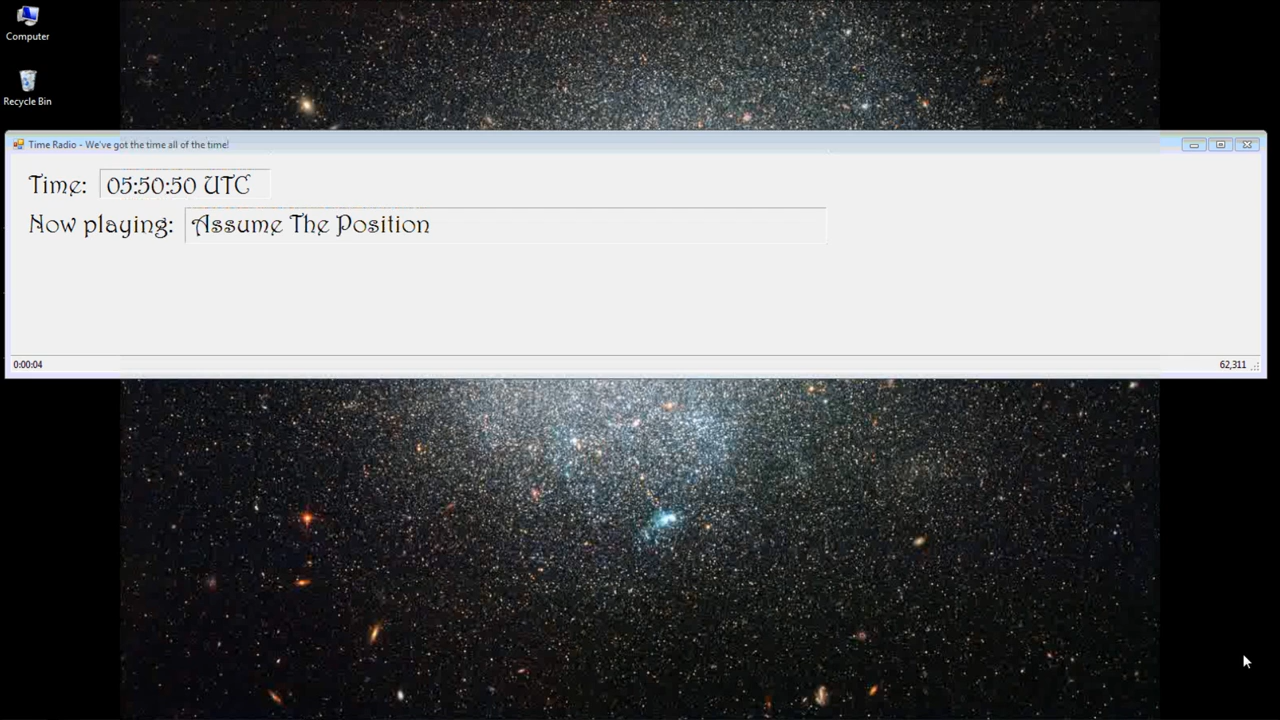 Computer
Recycle Bin
Time Radio - We've got the time all of the time!
Time: 05:50:50 UTC
Now playing: Assume The Position
0:00:04 62,311